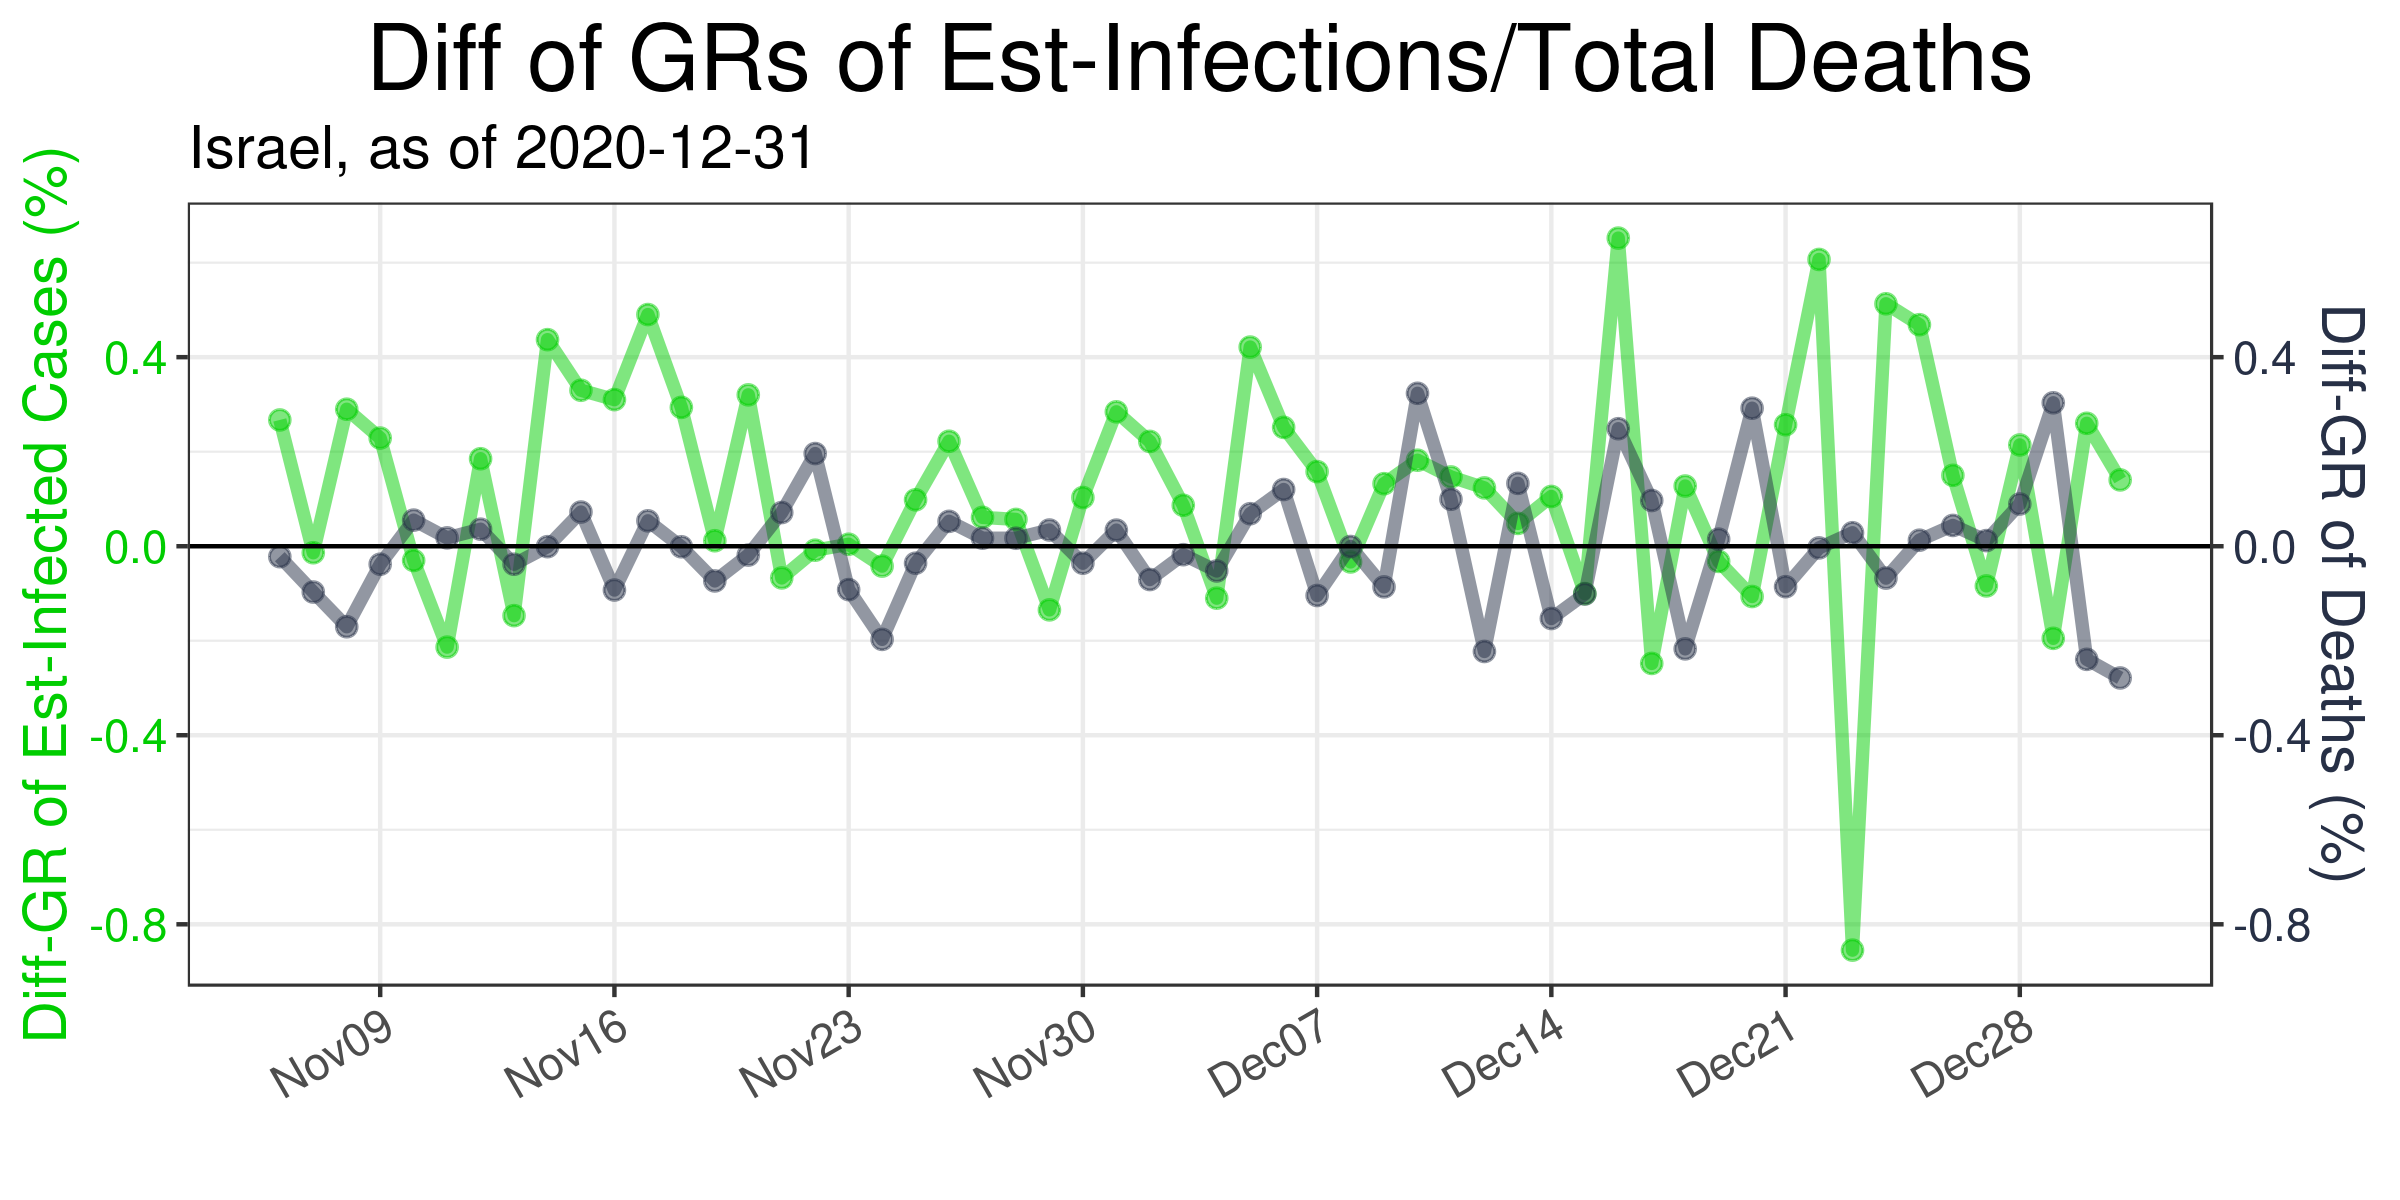 Diff of GRs of Est-Infections/Total Deaths
Israel, as of 2020-12-31
Diff-GR of Est-Infected Cases (%)
0.4
0.0
-0.4
-0.8
0.4
0.0
-0.4
-0.8
Diff-GR of Deaths (%)
Nov09
Nov16
Nov23
Nov30
Dec07
Dec14
Dec21
Dec28